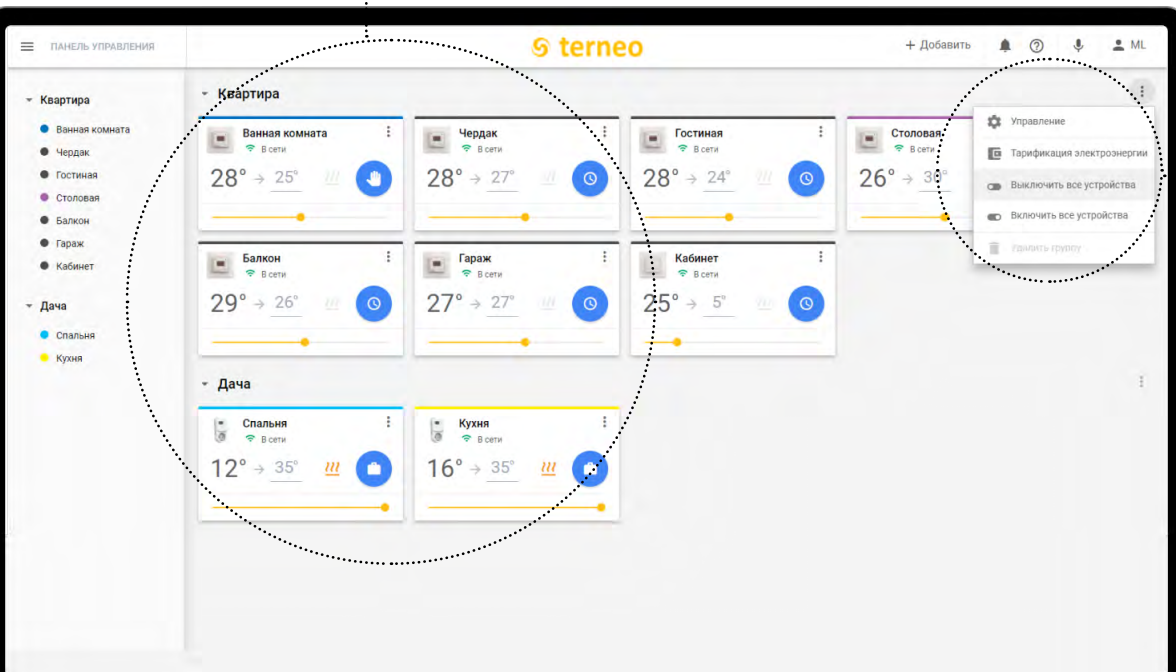 ПАНЕЛЬ УПРАВЛЕНИЯ
terneo
+ Добавить
ML
Квартира
Ванная комната
Чердак
Гостиная
Столовая
Балкон
Гараж
Кабинет
Дача
Спальня
Кухня
Квартира
Ванная комната
В сети
28° → 25°
Чердак
В сети
28° → 27°
Гостиная
В сети
28° → 24°
Столовая
В сети
26° →
Управление
Тарификация электроэнергии
Выключить все устройства
Включить все устройства
Удалить группу
Балкон
В сети
29° → 26°
Гараж
В сети
27° → 27°
Кабинет
В сети
25° → 5°
Дача
Спальня
В сети
12° → 35°
Кухня
В сети
16° → 35°